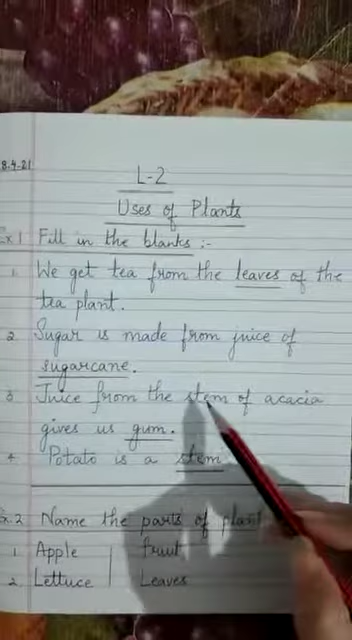 8.4-21
L-2
Uses of Plants
Ex.1 Fill in the blanks :-
1. We get tea from the leaves of the
tea plant.
2. Sugar is made from juice of
sugarcane.
3 Juice from the stem of acacia
gives us gum.
4. Potato is a stem
Ex.2 Name the parts of plant
1 Apple fruit
2 Lettuce Leaves